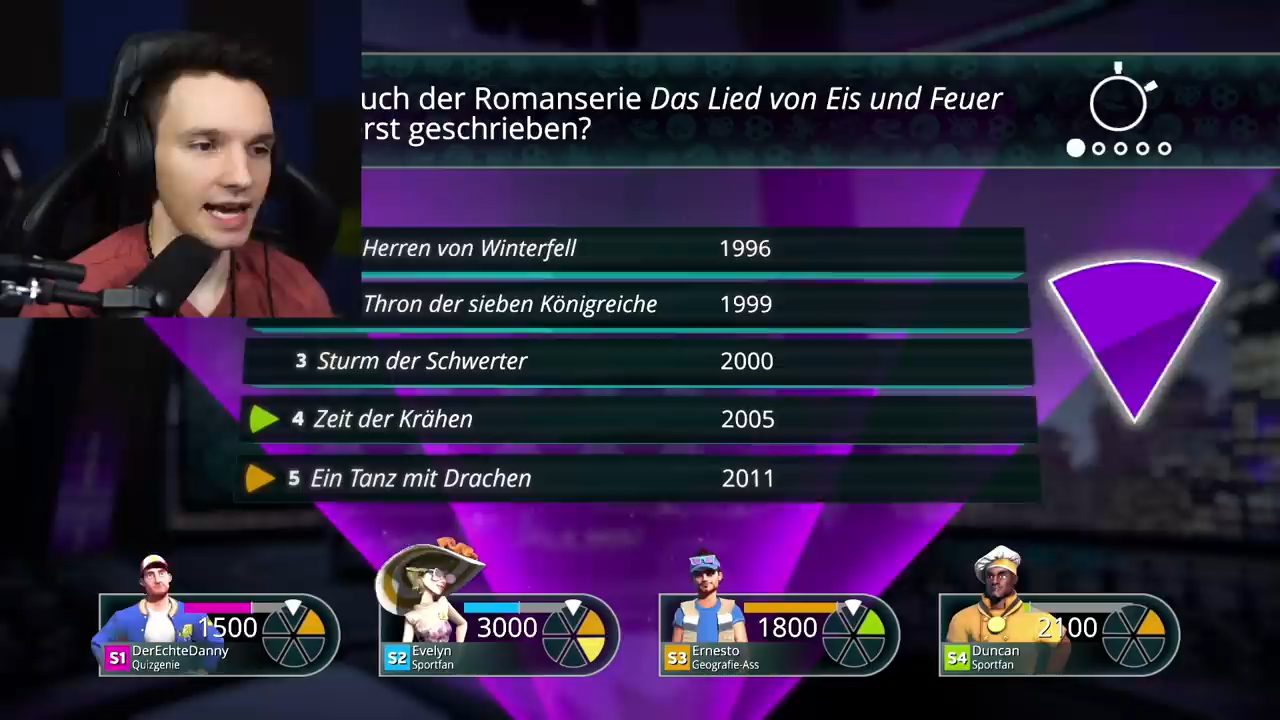 uch der Romanserie Das Lied von Eis und Feuer
rst geschrieben?
Herren von Winterfell 1996
Thron der sieben Königreiche 1999
3 Sturm der Schwerter 2000
4 Zeit der Krähen 2005
5 Ein Tanz mit Drachen 2011
1500
S1 DerEchteDanny
Quizgenie
3000
S2 Evelyn
Sportfan
1800
S3 Ernesto
Geografie-Ass
2100
S4 Duncan
Sportfan